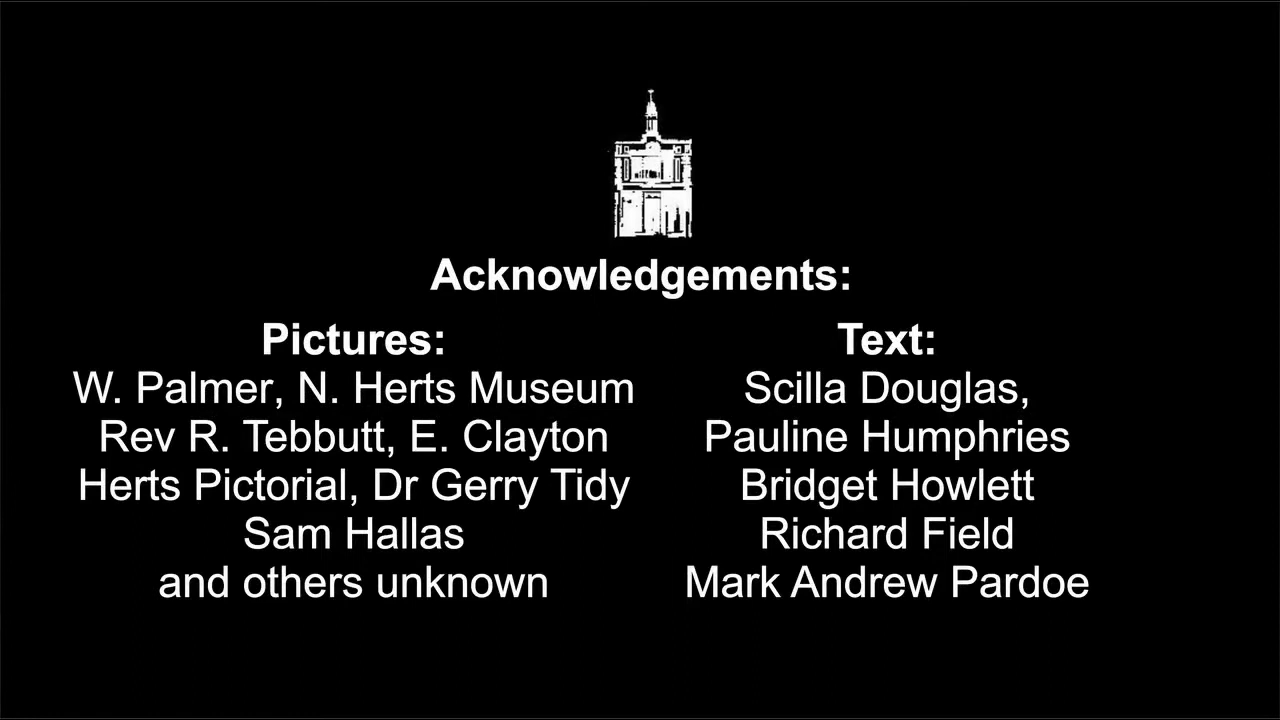 Acknowledgements:
Pictures:
W. Palmer, N. Herts Museum
Rev R. Tebbutt, E. Clayton
Herts Pictorial, Dr Gerry Tidy
Sam Hallas
and others unknown
Text:
Scilla Douglas,
Pauline Humphries
Bridget Howlett
Richard Field
Mark Andrew Pardoe